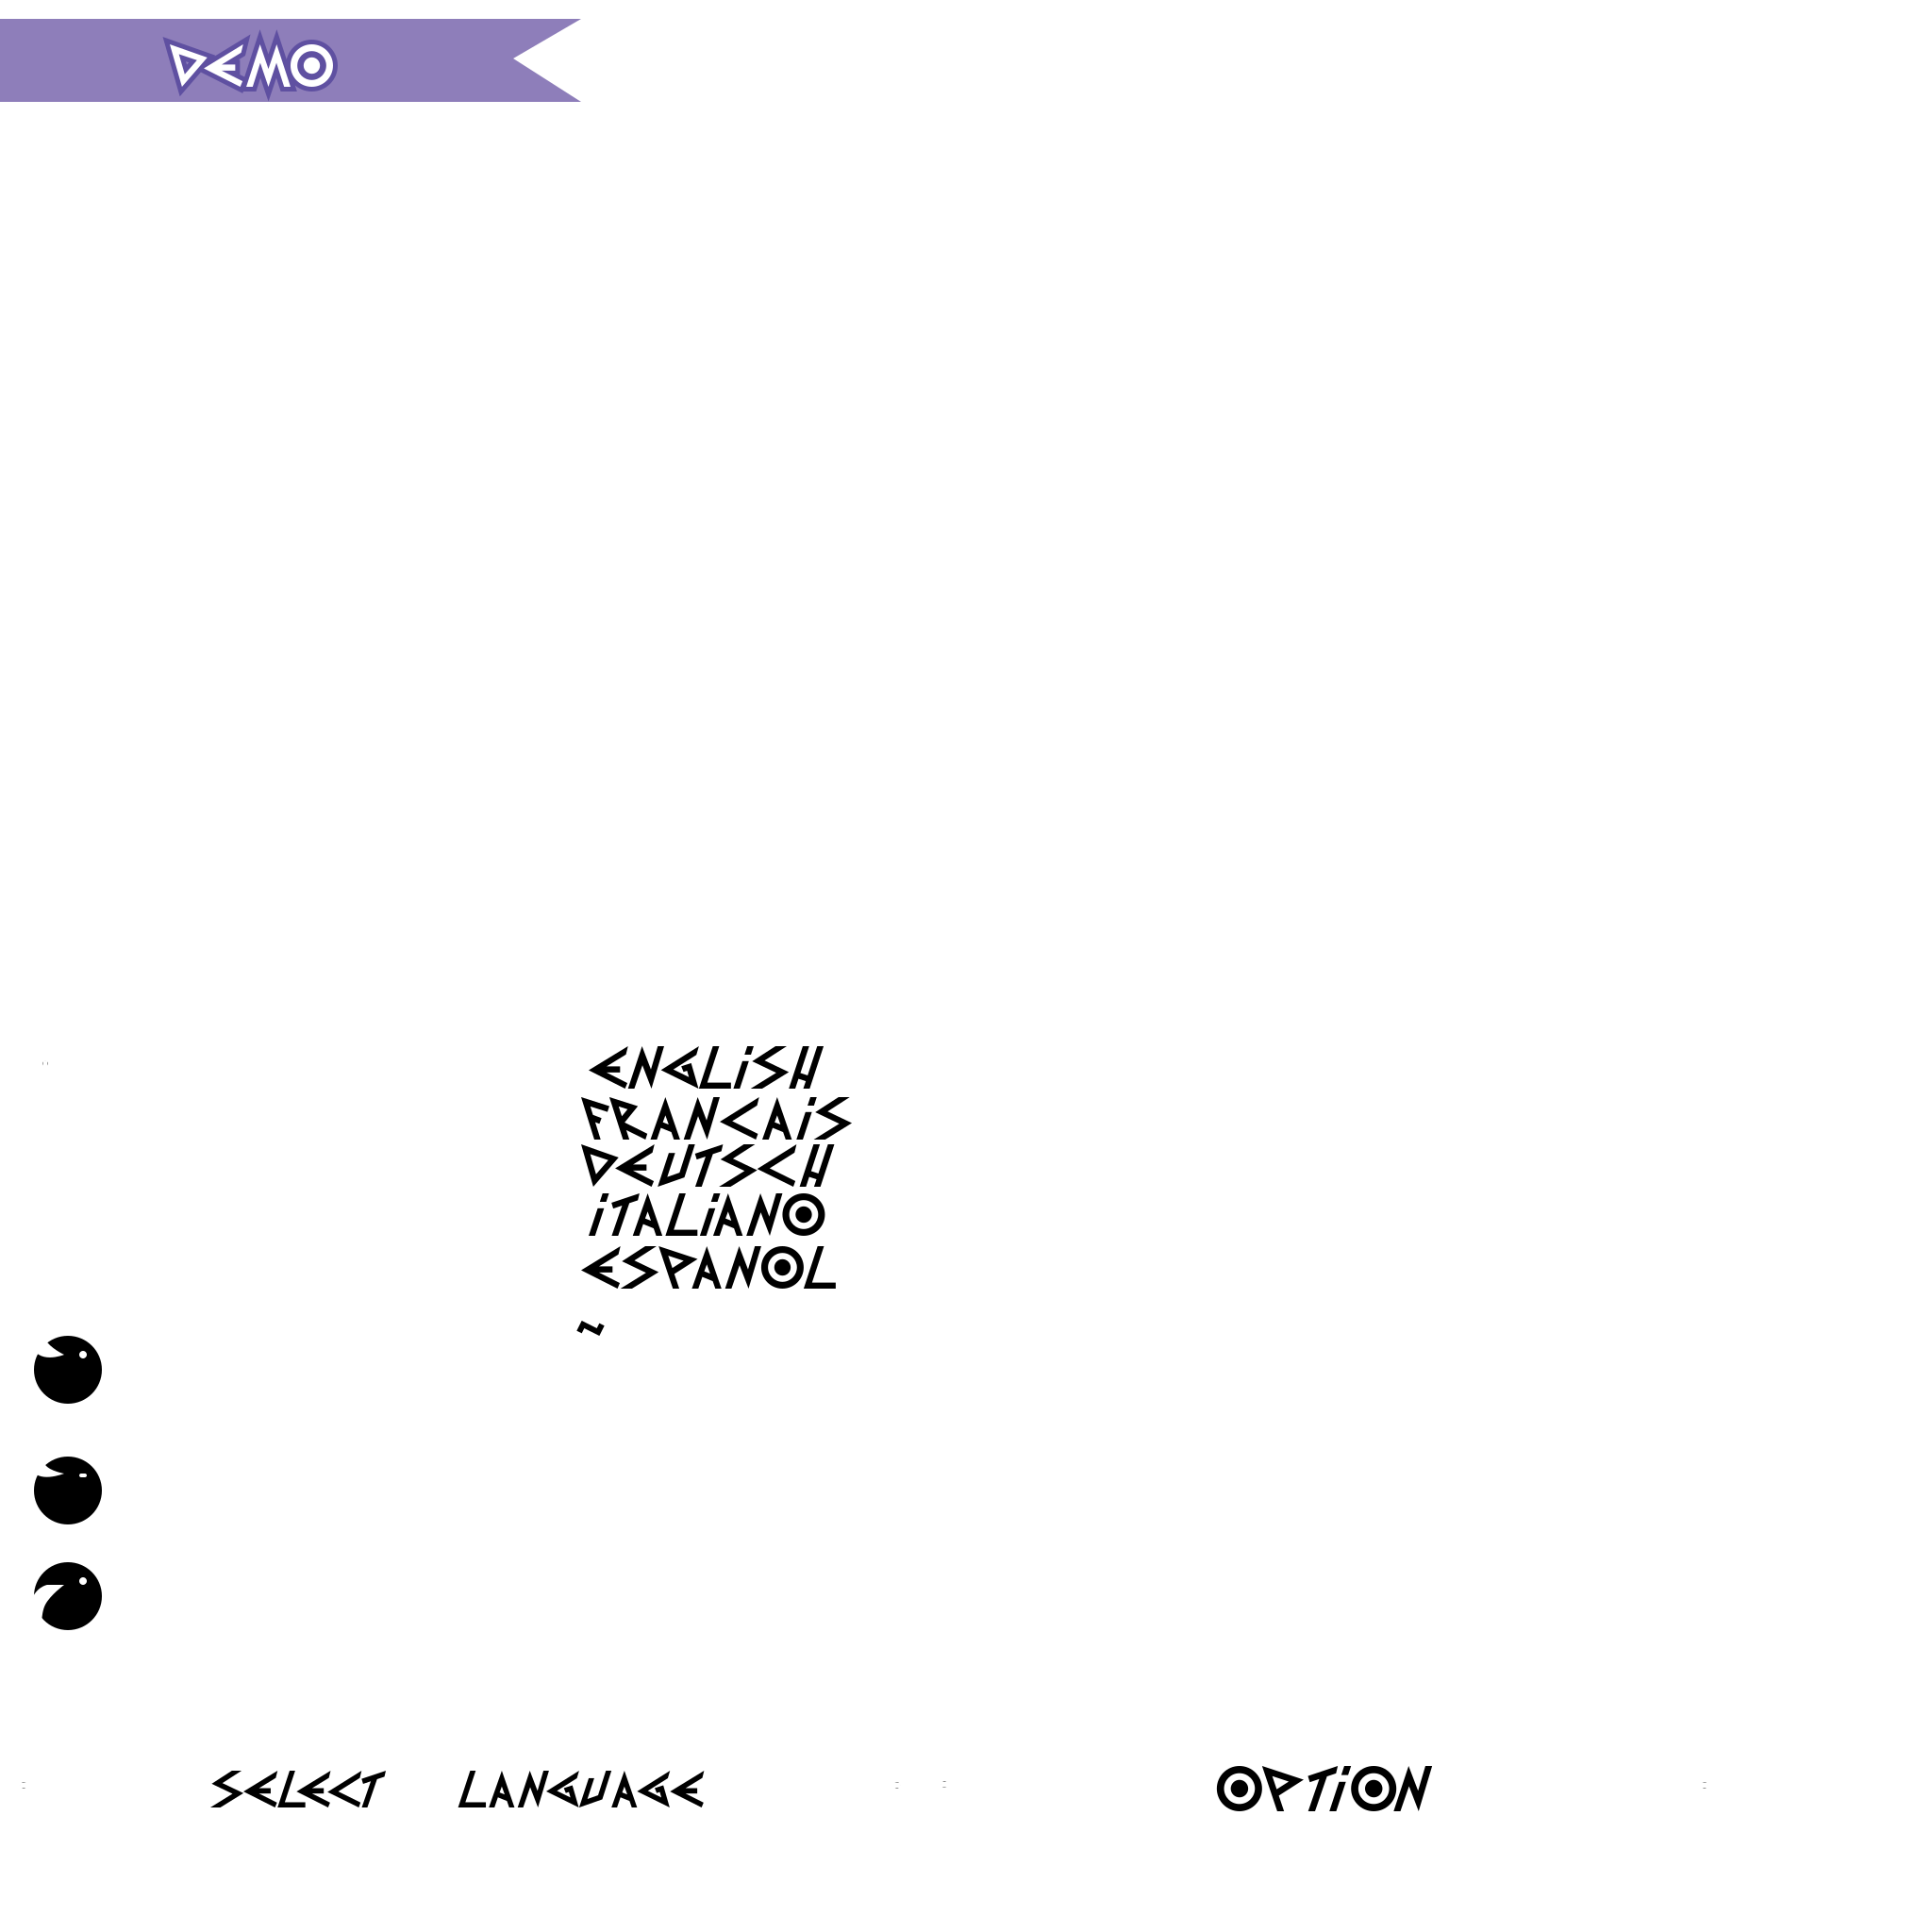 DEMO
ENGLiSH
FRANCAiS
DEUTSCH
iTALiANO
ESPANOL
SELECT LANGUAGE
OPTiON